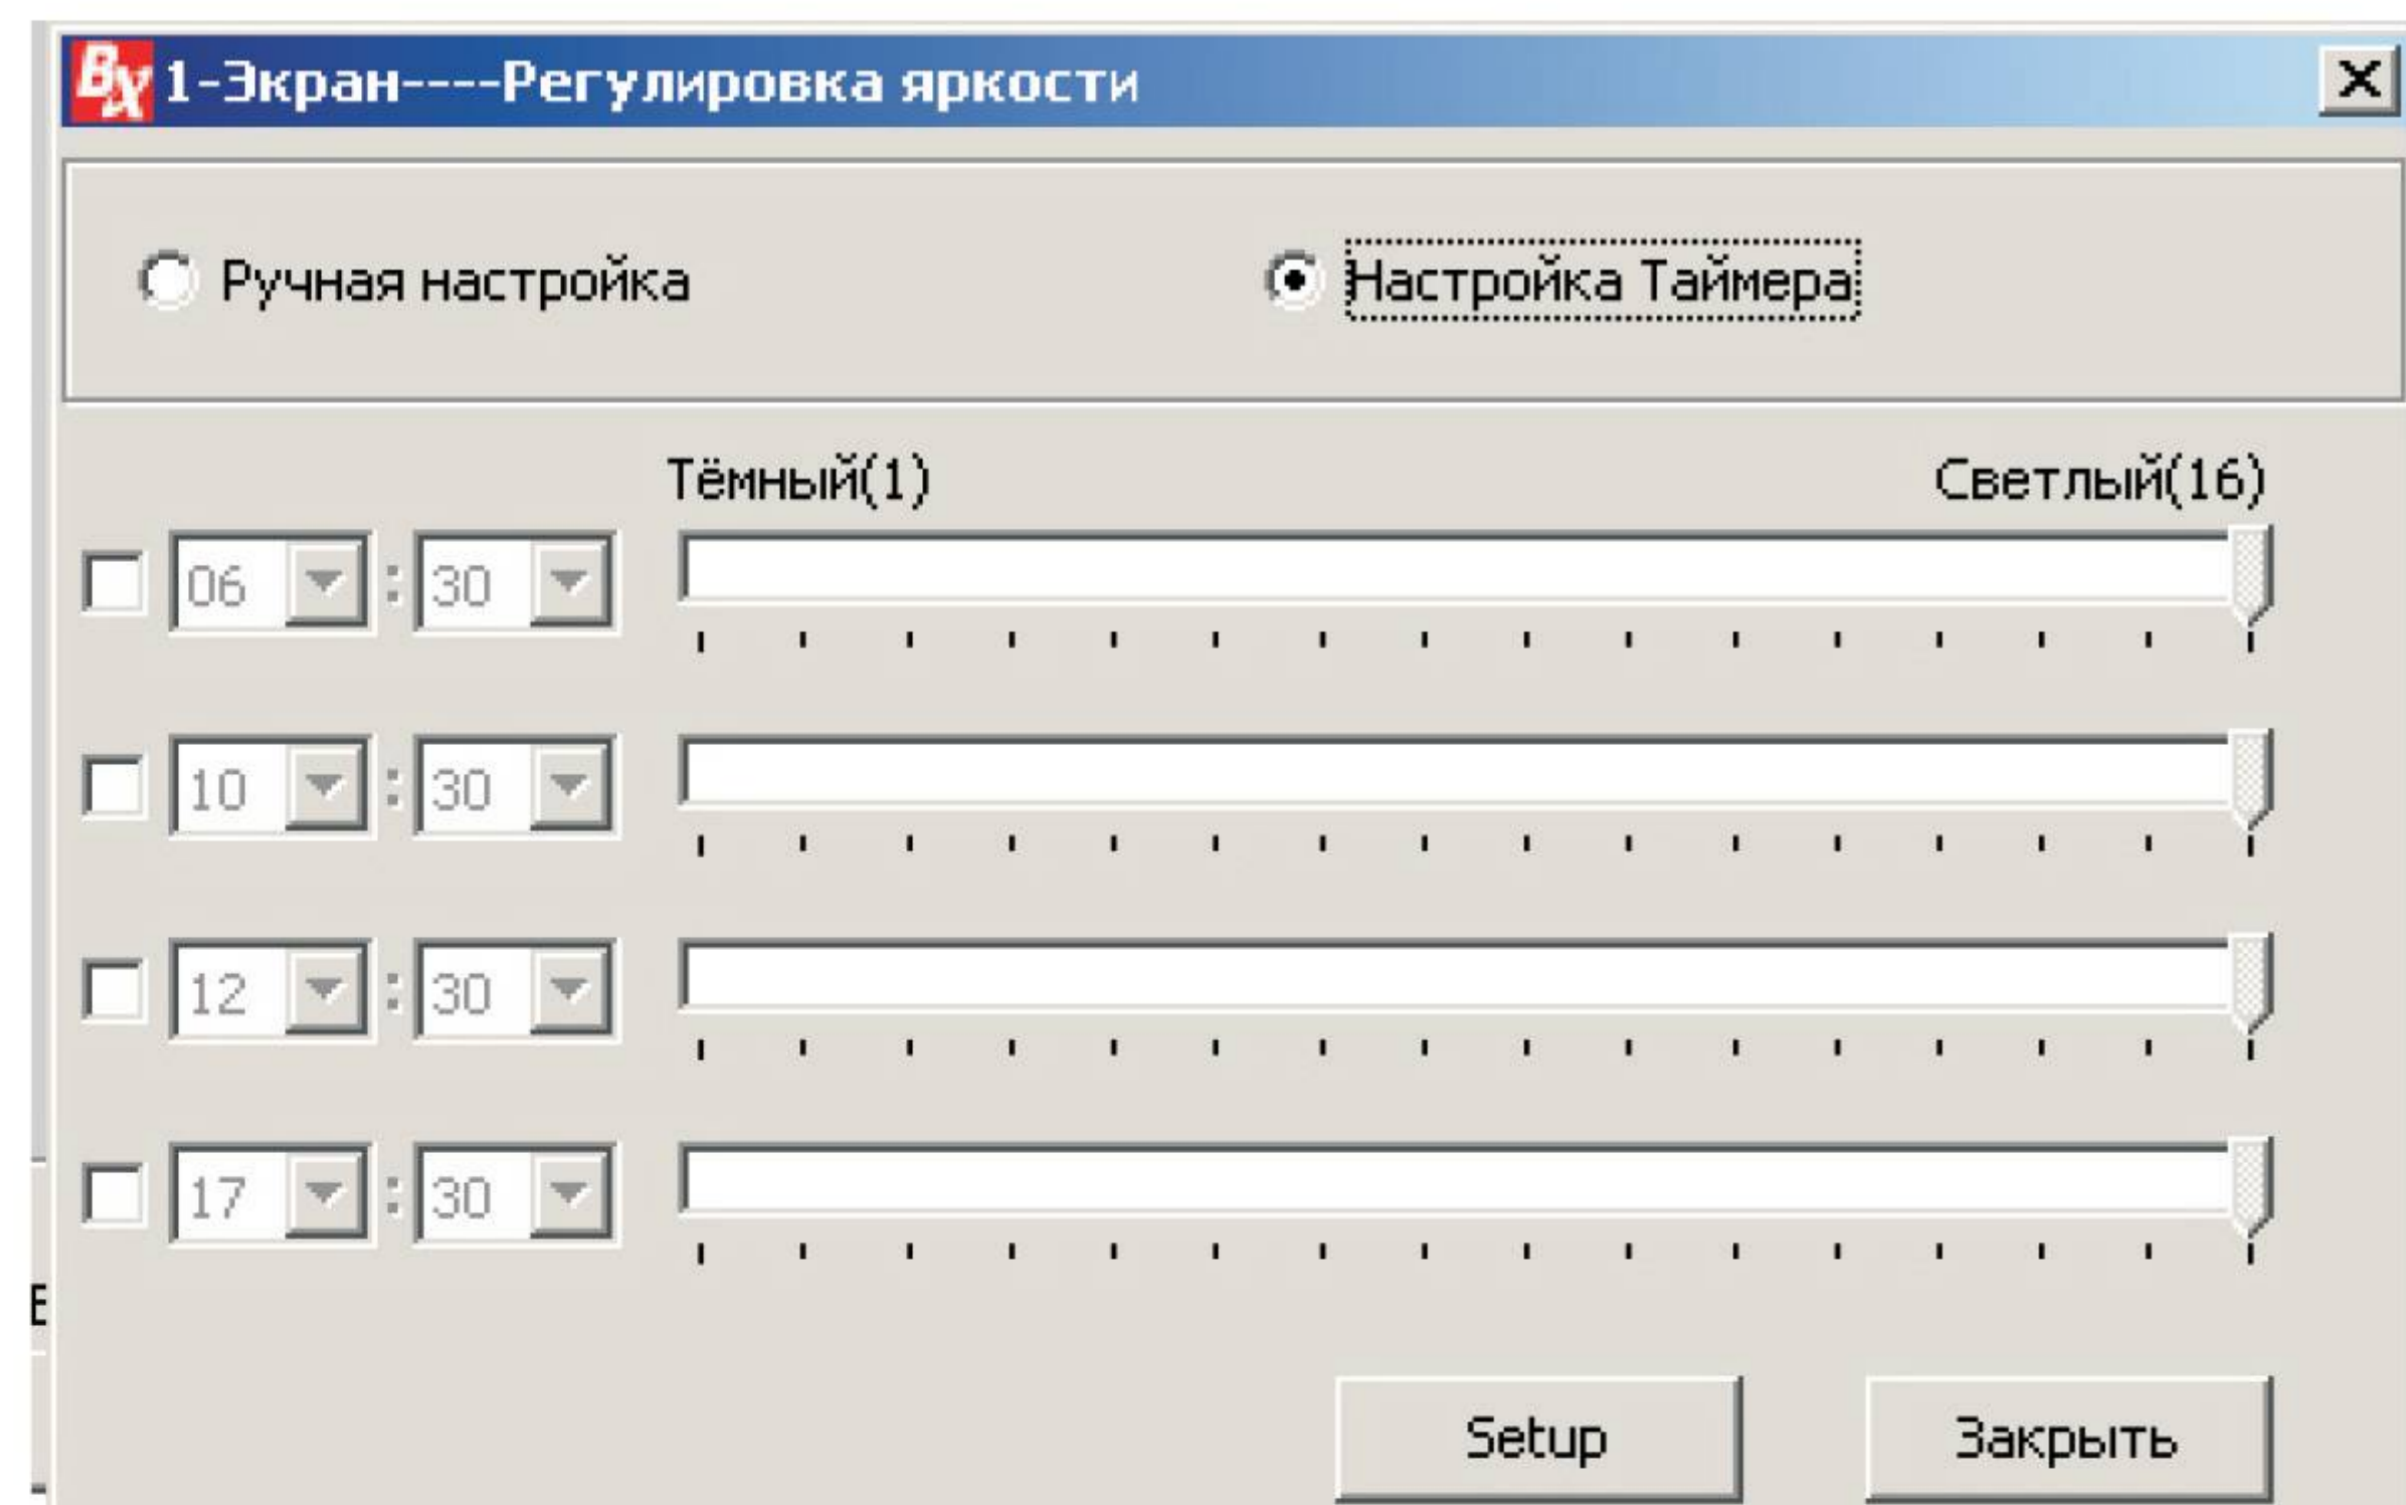 BX 1-Экран----Регулировка яркости
Ручная настройка Настройка Таймера
Тёмный(1) Светлый(16)
06 : 30
10 : 30
12 : 30
17 : 30
Setup Закрыть